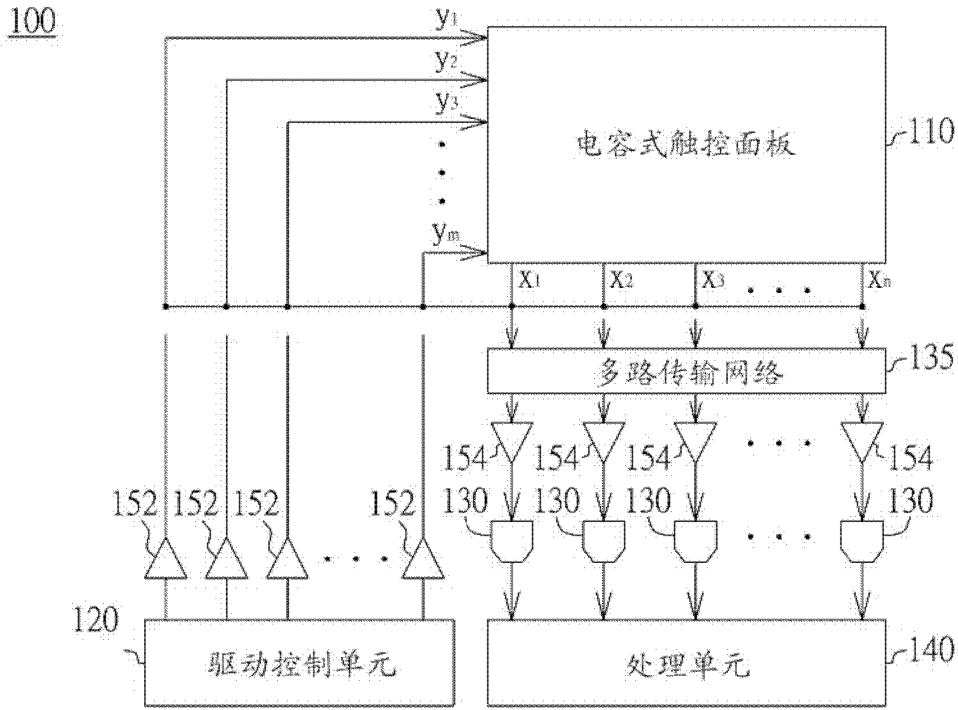 100
y1
y2
y3
ym
电容式触控面板
110
x1 x2 x3 xn
多路传输网络
135
154 154 154 154
152 152 152 152
130 130 130 130
120
驱动控制单元
处理单元
140